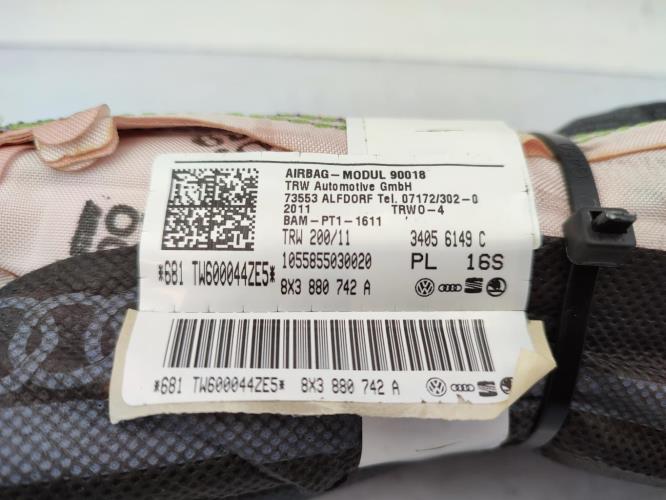 AIRBAG-MODUL 90018
TRW Automotive GmbH
73553 ALFDORF Tel. 07172/302-0
2011 TRWO-4
BAM-PT1-1611
TRW 200/11 3405 6149 C
1055855030020 PL 16S
*681 TW600044ZE5* 8X3 880 742 A
*681 TW600044ZE5* 8X3 880 742 A